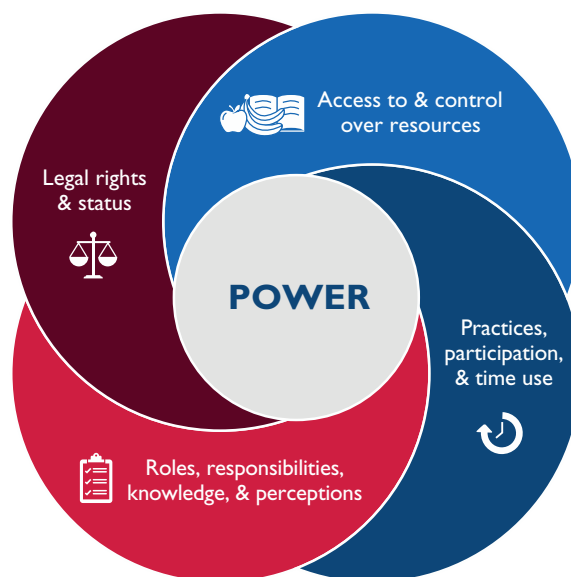 Access to & control
over resources
Legal rights
& status
POWER
Practices,
participation,
& time use
Roles, responsibilities,
knowledge, & perceptions